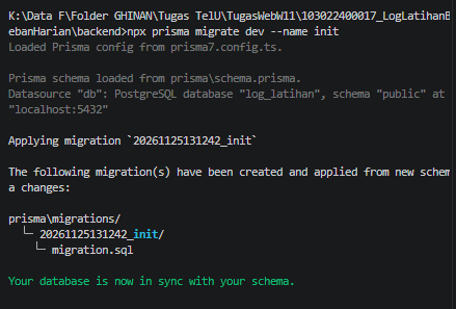 K:\Data F\Folder GHINAN\Tugas TelU\TugasWebW11\103022400017_LogLatihanB
ebanHarian\backend>npx prisma migrate dev --name init
Loaded Prisma config from prisma7.config.ts.
Prisma schema loaded from prisma\schema.prisma.
Datasource "db": PostgreSQL database "log_latihan", schema "public" at
"localhost:5432"
Applying migration `20261125131242_init`
The following migration(s) have been created and applied from new schem
a changes:
prisma\migrations/
└─ 20261125131242_init/
└─ migration.sql
Your database is now in sync with your schema.